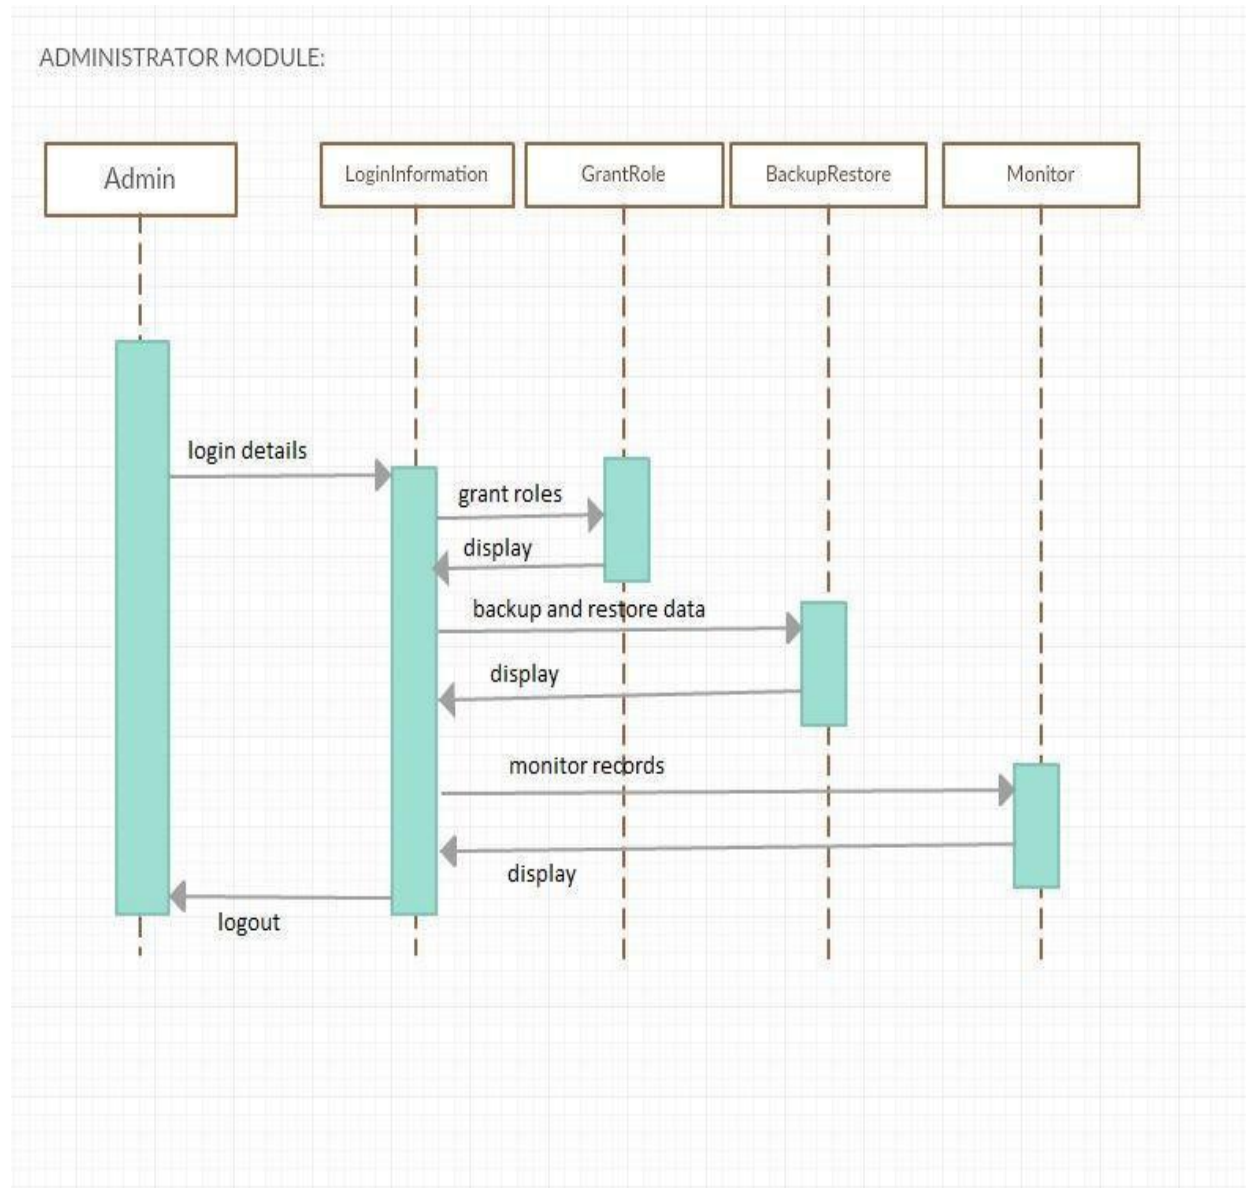 ADMINISTRATOR MODULE:
Admin
LoginInformation
GrantRole
BackupRestore
Monitor
login details
grant roles
display
backup and restore data
display
monitor records
display
logout